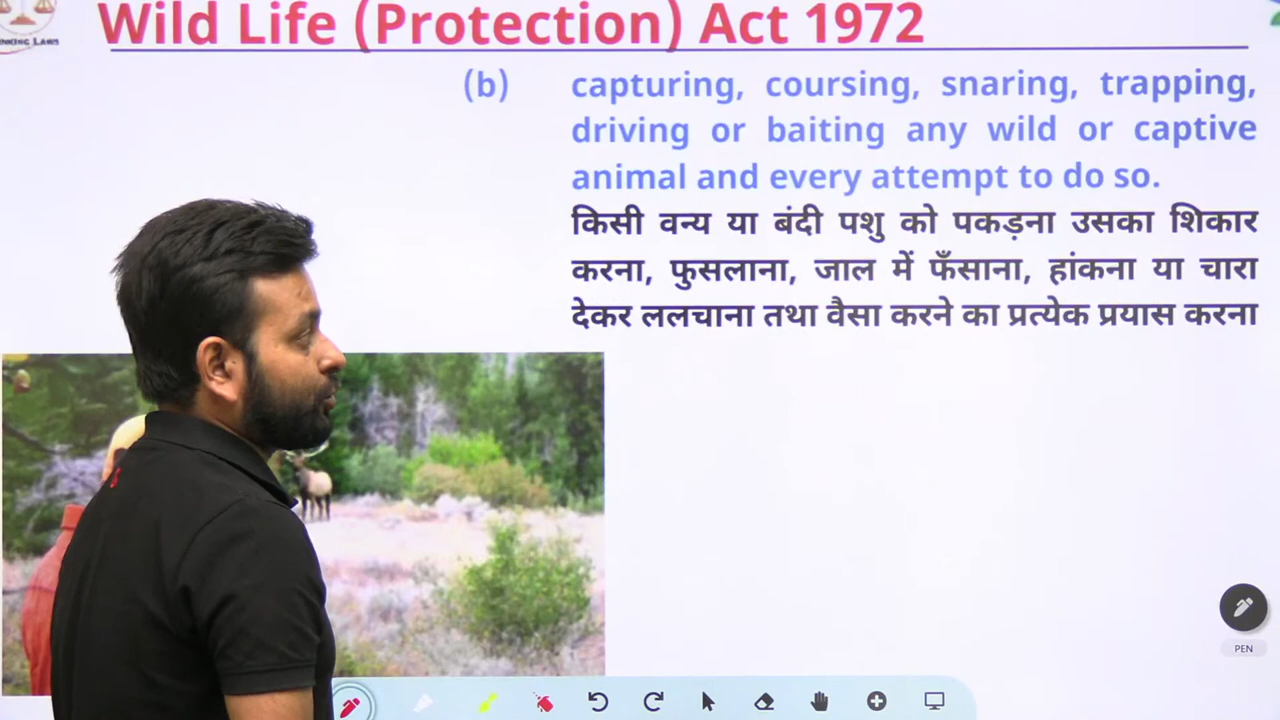 Wild Life (Protection) Act 1972
(b) capturing, coursing, snaring, trapping,
driving or baiting any wild or captive
animal and every attempt to do so.
किसी वन्य या बंदी पशु को पकड़ना उसका शिकार
करना, फुसलाना, जाल में फँसाना, हांकना या चारा
देकर ललचाना तथा वैसा करने का प्रत्येक प्रयास करना
PEN